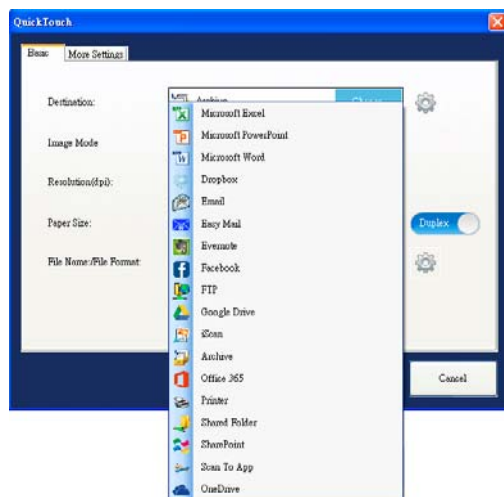 QuickTouch
Basic
More Settings
Destination:
Archive
Image Mode
Resolution(dpi):
Paper Size:
Duplex
File Name/File Format:
Cancel
Microsoft Excel
Microsoft PowerPoint
Microsoft Word
Dropbox
Email
Easy Mail
Evernote
Facebook
FTP
Google Drive
iScan
Archive
Office 365
Printer
Shared Folder
SharePoint
Scan To App
OneDrive